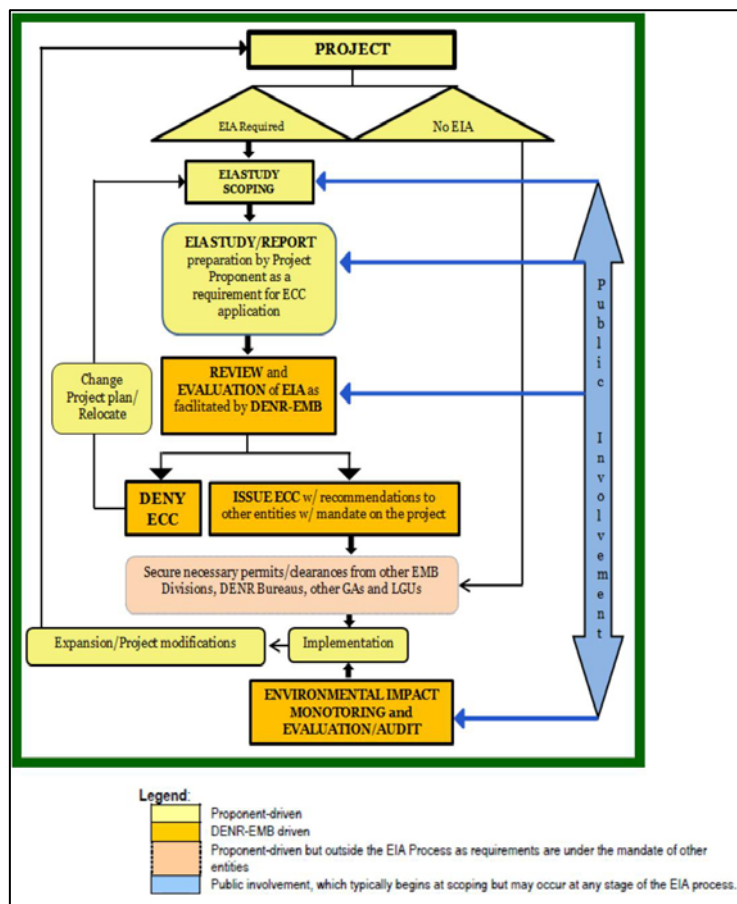 PROJECT
EIA Required
No EIA
EIA STUDY
SCOPING
EIA STUDY/REPORT
preparation by Project
Proponent as a
requirement for ECC
application
Change
Project plan/
Relocate
REVIEW and
EVALUATION of EIA as
facilitated by DENR-EMB
DENY
ECC
ISSUE ECC w/ recommendations to
other entities w/ mandate on the project
Secure necessary permits/clearances from other EMB
Divisions, DENR Bureaus, other GAs and LGUs
Expansion/Project modifications
Implementation
ENVIRONMENTAL IMPACT
MONOTORING and
EVALUATION/AUDIT
Public Involvement
Legend:
Proponent-driven
DENR-EMB driven
Proponent-driven but outside the EIA Process as requirements are under the mandate of other
entities
Public involvement, which typically begins at scoping but may occur at any stage of the EIA process.